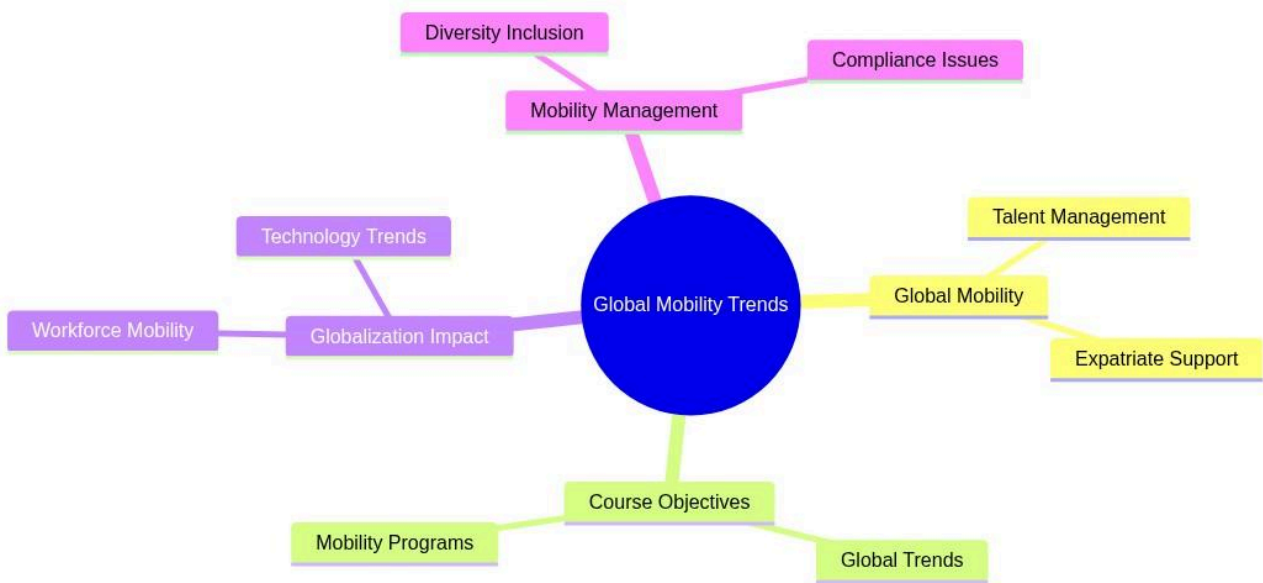 Diversity Inclusion
Compliance Issues
Mobility Management
Talent Management
Technology Trends
Global Mobility
Global Mobility Trends
Workforce Mobility
Globalization Impact
Expatriate Support
Course Objectives
Mobility Programs
Global Trends